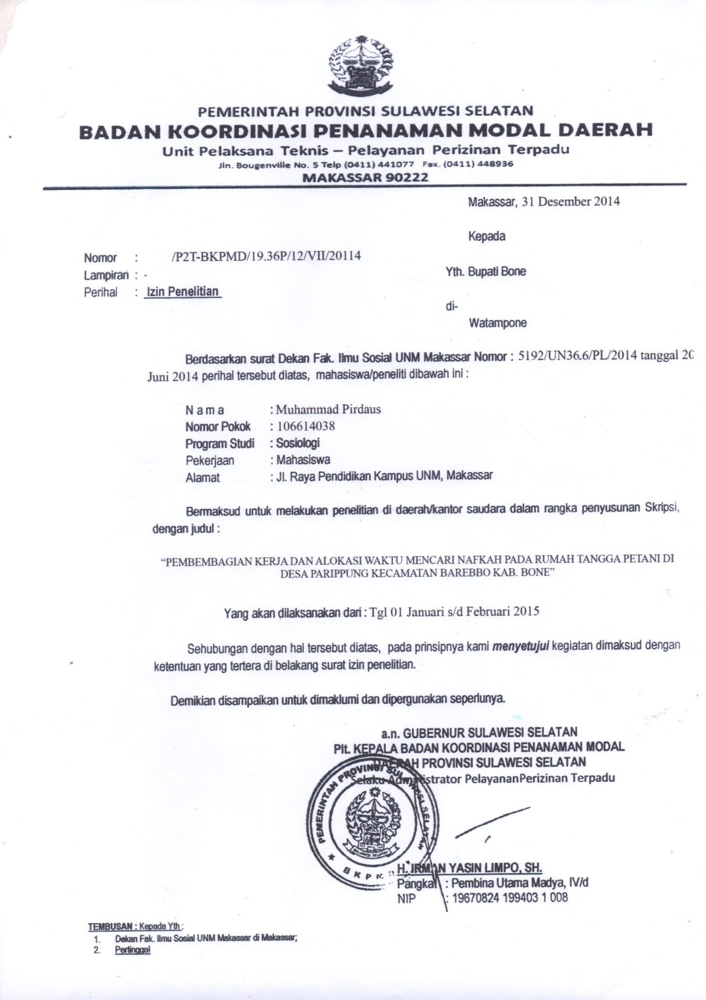 PEMERINTAH PROVINSI SULAWESI SELATAN
BADAN KOORDINASI PENANAMAN MODAL DAERAH
Unit Pelaksana Teknis – Pelayanan Perizinan Terpadu
Jln. Bougenville No. 5 Telp (0411) 441077 Fax. (0411) 448936
MAKASSAR 90222
Makassar, 31 Desember 2014
Kepada
Nomor : /P2T-BKPMD/19.36P/12/VII/20114
Lampiran : -
Perihal : Izin Penelitian
Yth. Bupati Bone
di-
Watampone
Berdasarkan surat Dekan Fak. Ilmu Sosial UNM Makassar Nomor : 5192/UN36.6/PL/2014 tanggal 20
Juni 2014 perihal tersebut diatas, mahasiswa/peneliti dibawah ini :
N a m a : Muhammad Pirdaus
Nomor Pokok : 106614038
Program Studi : Sosiologi
Pekerjaan : Mahasiswa
Alamat : Jl. Raya Pendidikan Kampus UNM, Makassar
Bermaksud untuk melakukan penelitian di daerah/kantor saudara dalam rangka penyusunan Skripsi,
dengan judul :
“PEMBEMBAGIAN KERJA DAN ALOKASI WAKTU MENCARI NAFKAH PADA RUMAH TANGGA PETANI DI
DESA PARIPPUNG KECAMATAN BAREBBO KAB. BONE”
Yang akan dilaksanakan dari : Tgl 01 Januari s/d Februari 2015
Sehubungan dengan hal tersebut diatas, pada prinsipnya kami menyetujui kegiatan dimaksud dengan
ketentuan yang tertera di belakang surat izin penelitian.
Demikian disampaikan untuk dimaklumi dan dipergunakan seperlunya.
a.n. GUBERNUR SULAWESI SELATAN
Plt. KEPALA BADAN KOORDINASI PENANAMAN MODAL
DAERAH PROVINSI SULAWESI SELATAN
Selaku Administrator Pelayanan Perizinan Terpadu
PEMERINTAH PROVINSI SULAWESI SELATAN
SULAWESI SELATAN
H. IRMAN YASIN LIMPO, SH.
Pangkat : Pembina Utama Madya, IV/d
NIP : 19670824 199403 1 008
TEMBUSAN : Kepada Yth :
1. Dekan Fak. Ilmu Sosial UNM Makassar di Makassar;
2. Pertinggal